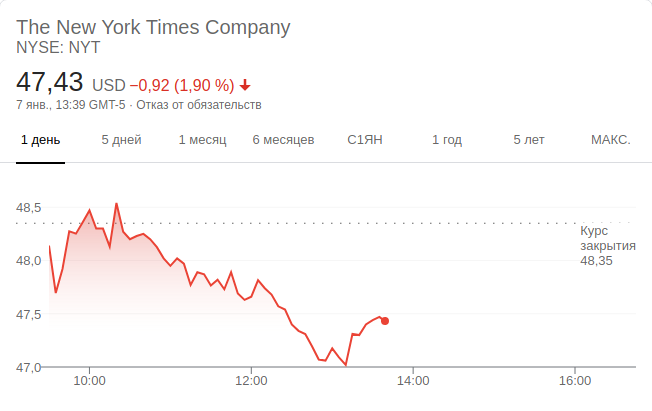 The New York Times Company
NYSE: NYT
47,43 USD −0,92 (1,90 %)
7 янв., 13:39 GMT-5 · Отказ от обязательств
1 день 5 дней 1 месяц 6 месяцев С1ЯН 1 год 5 лет МАКС.
48,5
Курс
закрытия
48,35
48,0
47,5
47,0
10:00 12:00 14:00 16:00